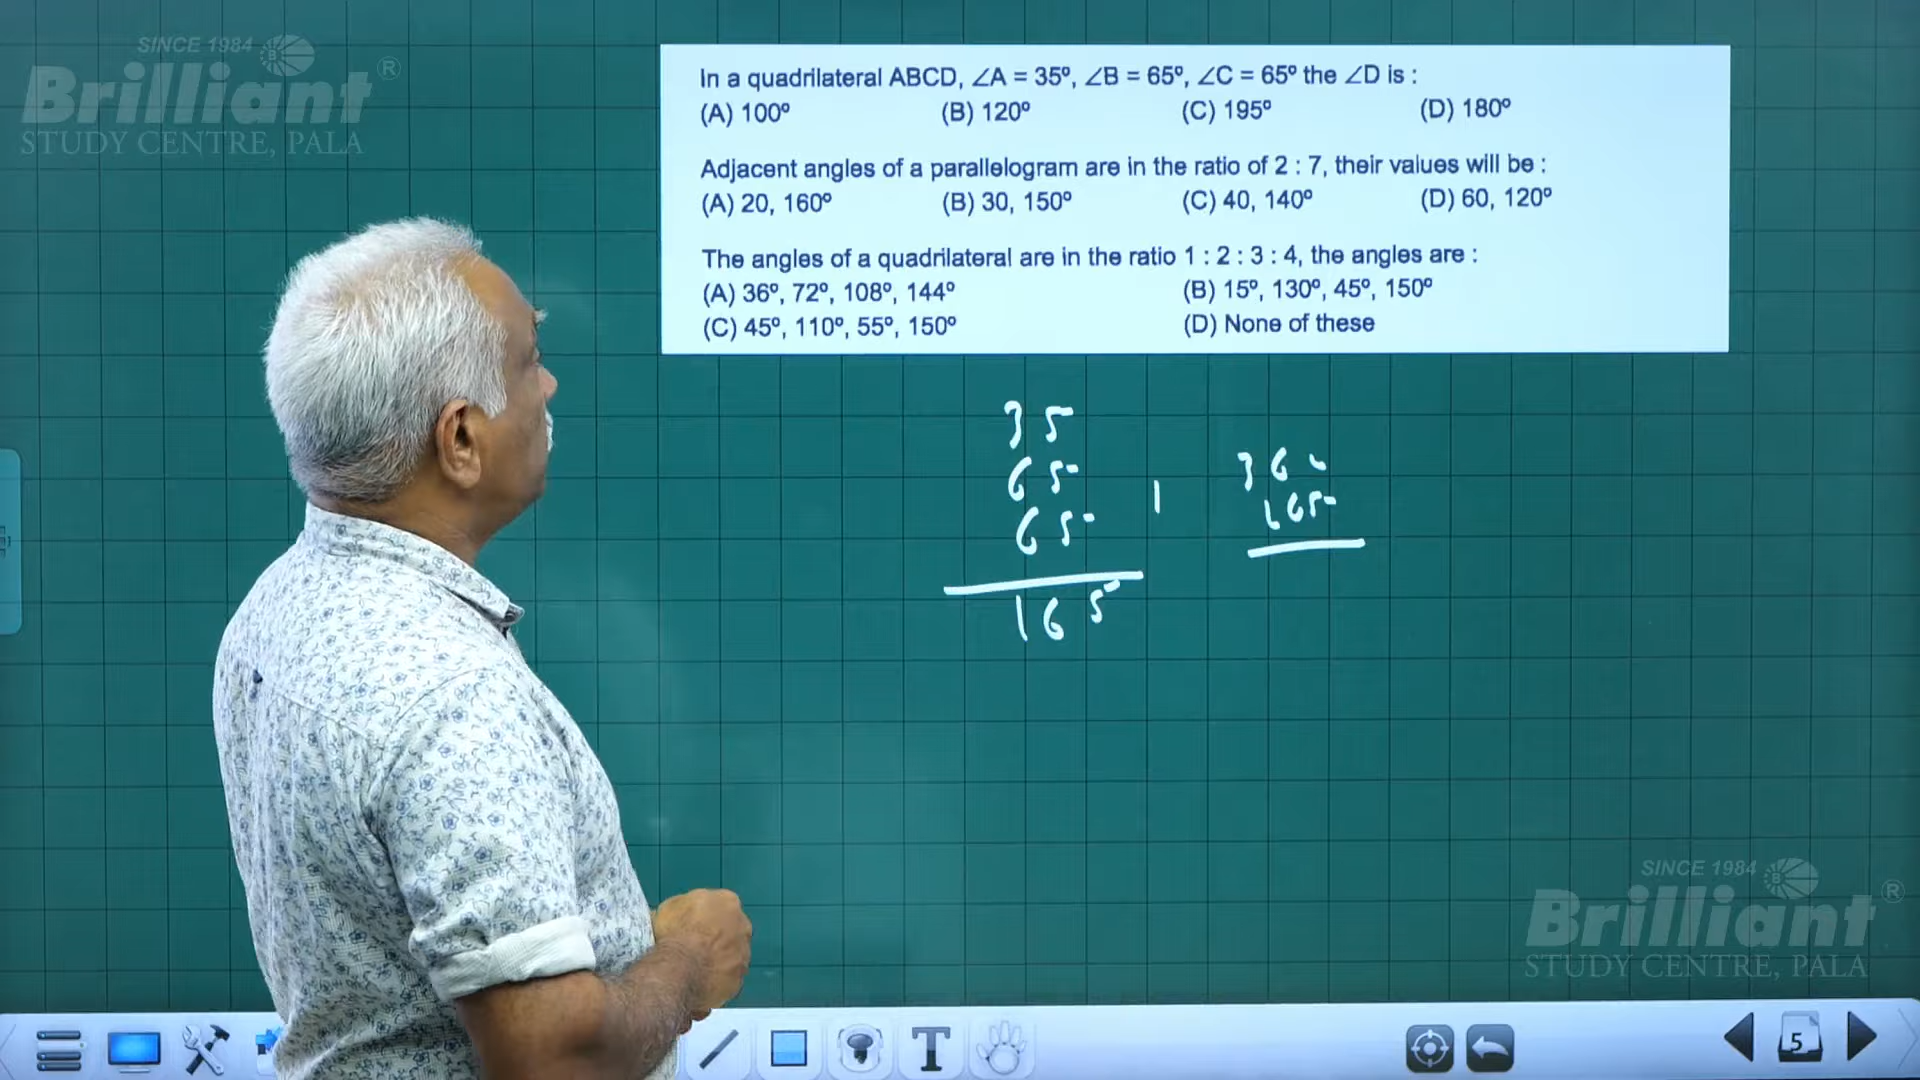 SINCE 1984
Brilliant®
STUDY CENTRE, PALA
In a quadrilateral ABCD, ∠A = 35º, ∠B = 65º, ∠C = 65º the ∠D is :
(A) 100º (B) 120º (C) 195º (D) 180º
Adjacent angles of a parallelogram are in the ratio of 2 : 7, their values will be :
(A) 20, 160º (B) 30, 150º (C) 40, 140º (D) 60, 120º
The angles of a quadrilateral are in the ratio 1 : 2 : 3 : 4, the angles are :
(A) 36º, 72º, 108º, 144º (B) 15º, 130º, 45º, 150º
(C) 45º, 110º, 55º, 150º (D) None of these
35
65
65
165
360
165
SINCE 1984
Brilliant®
STUDY CENTRE, PALA
T
5